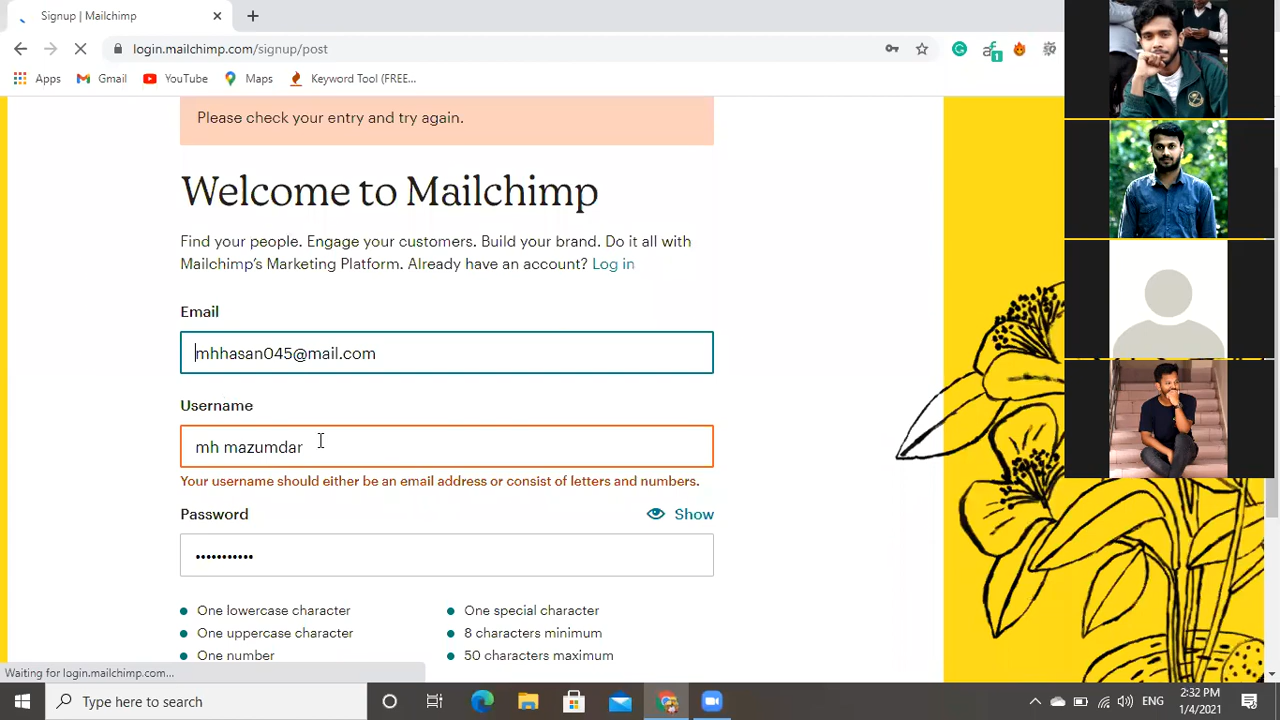 Signup | Mailchimp
login.mailchimp.com/signup/post
1
Apps
Gmail
YouTube
Maps
Keyword Tool (FREE...
Please check your entry and try again.
Welcome to Mailchimp
Find your people. Engage your customers. Build your brand. Do it all with
Mailchimp's Marketing Platform. Already have an account? Log in
Email
mhhasan045@mail.com
Username
mh mazumdar
Your username should either be an email address or consist of letters and numbers.
Password
Show
•••••••••••
One lowercase character
One special character
One uppercase character
8 characters minimum
One number
50 characters maximum
Waiting for login.mailchimp.com...
Type here to search
ENG
2:32 PM
1/4/2021